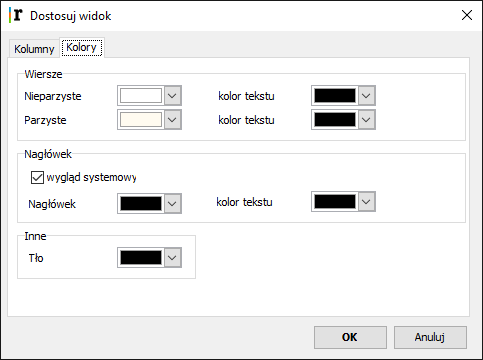 r Dostosuj widok
Kolumny Kolory
Wiersze
Nieparzyste kolor tekstu
Parzyste kolor tekstu
Nagłówek
wygląd systemowy
Nagłówek kolor tekstu
Inne
Tło
OK Anuluj